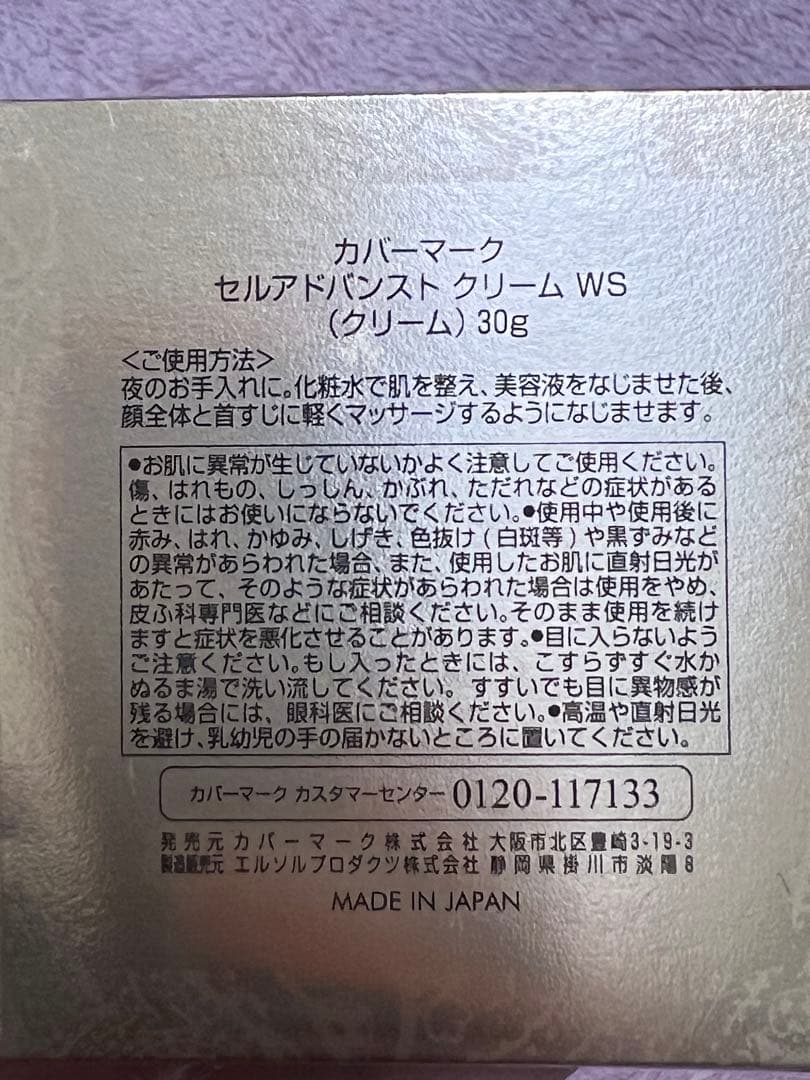 カバーマーク
セルアドバンスト クリーム WS
(クリーム) 30g
<ご使用方法>
夜のお手入れに。化粧水で肌を整え、美容液をなじませた後、
顔全体と首すじに軽くマッサージするようになじませます。
●お肌に異常が生じていないかよく注意してご使用ください。
傷、はれもの、しっしん、かぶれ、ただれなどの症状がある
ときにはお使いにならないでください。●使用中や使用後に
赤み、はれ、かゆみ、しげき、色抜け(白斑等)や黒ずみなど
の異常があらわれた場合、また、使用したお肌に直射日光が
あたって、そのような症状があらわれた場合は使用をやめ、
皮ふ科専門医などにご相談ください。そのまま使用を続け
ますと症状を悪化させることがあります。●目に入らないよう
ご注意ください。もし入ったときには、こすらずすぐ水か
ぬるま湯で洗い流してください。すすいでも目に異物感が
残る場合には、眼科医にご相談ください。●高温や直射日光
を避け、乳幼児の手の届かないところに置いてください。
カバーマーク カスタマーセンター 0120-117133
発売元 カバーマーク株式会社 大阪市北区豊崎3-19-3
製造販売元 エルソルプロダクツ株式会社 静岡県掛川市淡陽8
MADE IN JAPAN